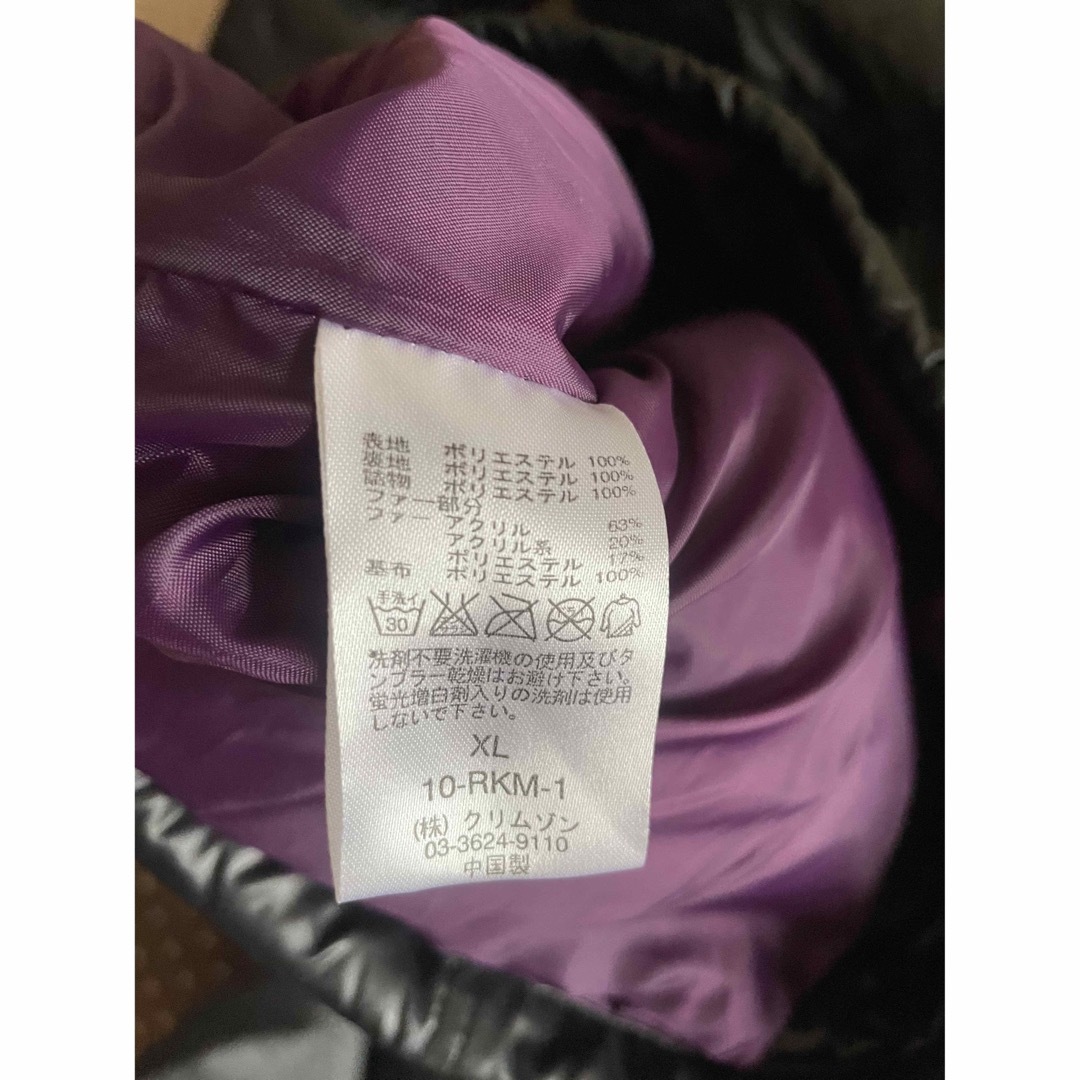 表地 ポリエステル 100%
裏地 ポリエステル 100%
詰物 ポリエステル 100%
ファー部分
ファー アクリル 63%
アクリル系 20%
ポリエステル 17%
基布 ポリエステル 100%
手洗イ
30
*洗剤不要洗濯機の使用及びタ
ンブラー乾燥はお避け下さい。
蛍光増白剤入りの洗剤は使用
しないで下さい。
XL
10-RKM-1
(株) クリムゾン
03-3624-9110
中国製